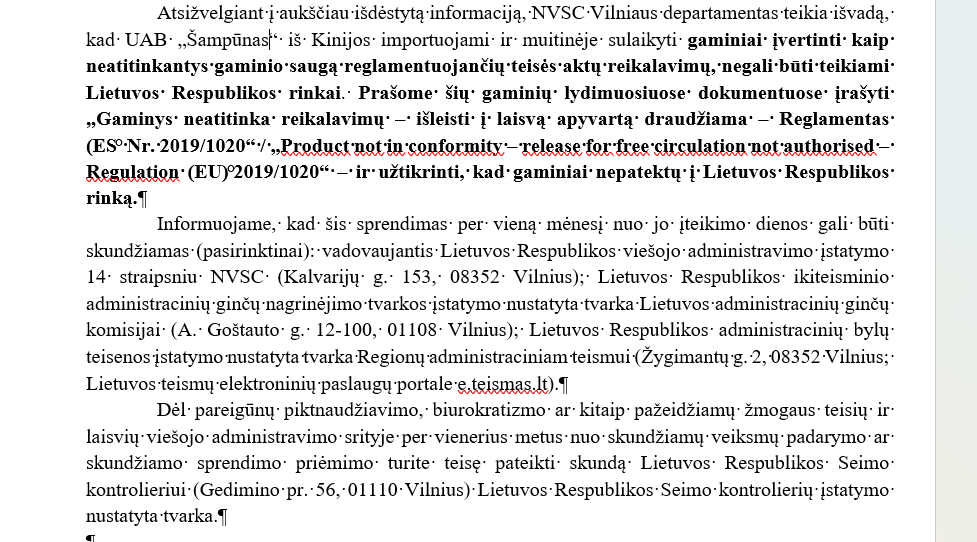 Atsižvelgiant į aukščiau išdėstytą informaciją, NVSC Vilniaus departamentas teikia išvadą,
kad UAB „Šampūnas“ iš Kinijos importuojami ir muitinėje sulaikyti gaminiai įvertinti kaip
neatitinkantys gaminio saugą reglamentuojančių teisės aktų reikalavimų, negali būti teikiami
Lietuvos Respublikos rinkai. Prašome šių gaminių lydimuosiuose dokumentuose įrašyti
„Gaminys neatitinka reikalavimų – išleisti į laisvą apyvartą draudžiama – Reglamentas
(ES° Nr. 2019/1020“ / „Product not in conformity – release for free circulation not authorised –
Regulation (EU)°2019/1020“ – ir užtikrinti, kad gaminiai nepatektų į Lietuvos Respublikos
rinką.¶
Informuojame, kad šis sprendimas per vieną mėnesį nuo jo įteikimo dienos gali būti
skundžiamas (pasirinktinai): vadovaujantis Lietuvos Respublikos viešojo administravimo įstatymo
14 straipsniu NVSC (Kalvarijų g. 153, 08352 Vilnius); Lietuvos Respublikos ikiteisminio
administracinių ginčų nagrinėjimo tvarkos įstatymo nustatyta tvarka Lietuvos administracinių ginčų
komisijai (A. Goštauto g. 12-100, 01108 Vilnius); Lietuvos Respublikos administracinių bylų
teisenos įstatymo nustatyta tvarka Regionų administraciniam teismui (Žygimantų g. 2, 08352 Vilnius;
Lietuvos teismų elektroninių paslaugų portale e.teismas.lt).¶
Dėl pareigūnų piktnaudžiavimo, biurokratizmo ar kitaip pažeidžiamų žmogaus teisių ir
laisvių viešojo administravimo srityje per vienerius metus nuo skundžiamų veiksmų padarymo ar
skundžiamo sprendimo priėmimo turite teisę pateikti skundą Lietuvos Respublikos Seimo
kontrolieriui (Gedimino pr. 56, 01110 Vilnius) Lietuvos Respublikos Seimo kontrolierių įstatymo
nustatyta tvarka.¶
¶